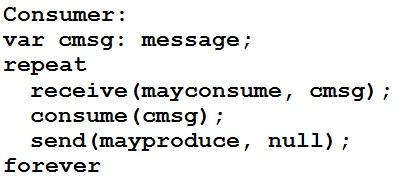 Consumer:
var cmsg: message;
repeat
  receive(mayconsume, cmsg);
  consume(cmsg);
  send(mayproduce, null);
forever